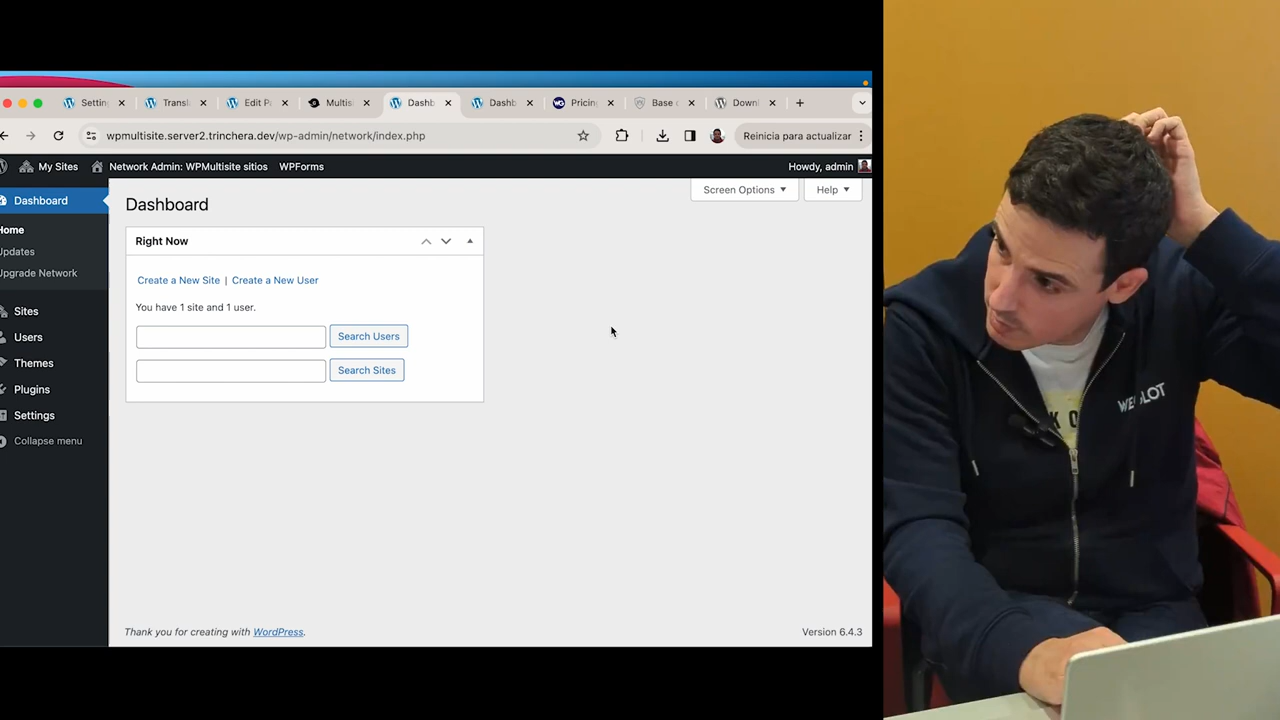 Settin
Transl
Edit P
Multis
Dashb
Dashb
WG
Pricing
Base
Downl
wpmultisite.server2.trinchera.dev/wp-admin/network/index.php
Reinicia para actualizar
My Sites
Network Admin: WPMultisite sitios
WPForms
Howdy, admin
Dashboard
Home
Updates
Upgrade Network
Sites
Users
Themes
Plugins
Settings
Collapse menu
Screen Options
Help
Dashboard
Right Now
Create a New Site | Create a New User
You have 1 site and 1 user.
Search Users
Search Sites
Thank you for creating with WordPress.
Version 6.4.3